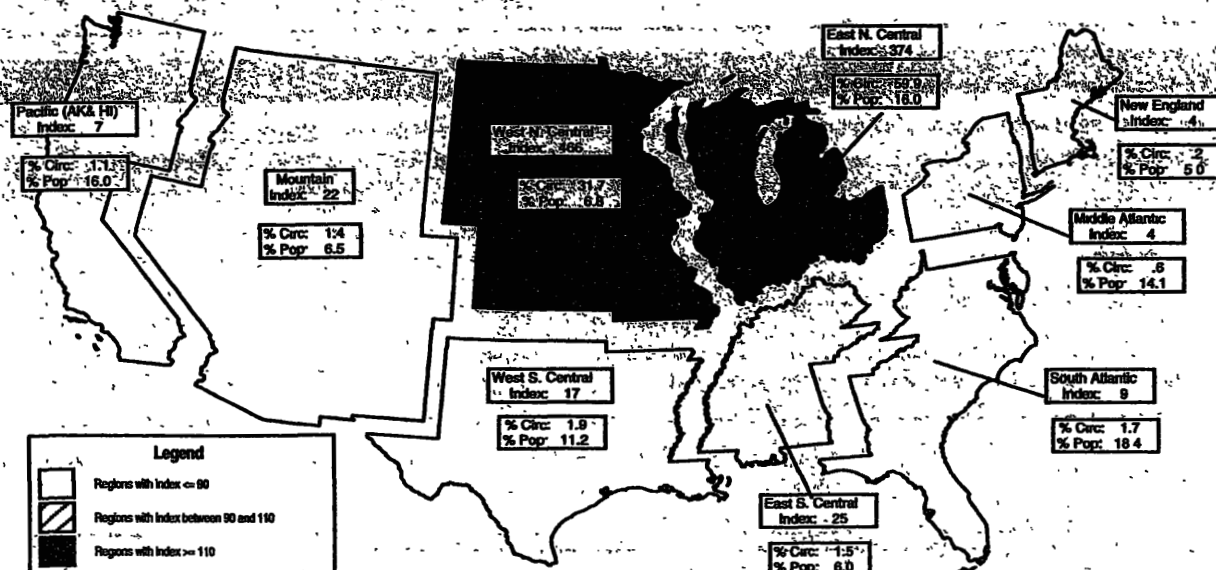 East N. Central
Index: 374
% Circ: 59.9
% Pop: 16.0
Pacific (AK& HI)
Index: 7
% Circ: 1.1
% Pop 16.0
New England
Index: 4
% Circ: .2
% Pop 5 0
West N. Central
Index: 466
% Circ: 31.7
% Pop: 6.8
Mountain
Index: 22
% Circ: 1.4
% Pop 6.5
Middle Atlantic
Index: 4
% Circ: .6
% Pop 14.1
West S. Central
Index: 17
% Circ: 1.9
% Pop 11.2
South Atlantic
Index: 9
% Circ: 1.7
% Pop: 18 4
East S. Central
Index: 25
% Circ: 1.5
% Pop: 6.0
Legend
Regions with Index <= 90
Regions with Index between 90 and 110
Regions with Index >= 110